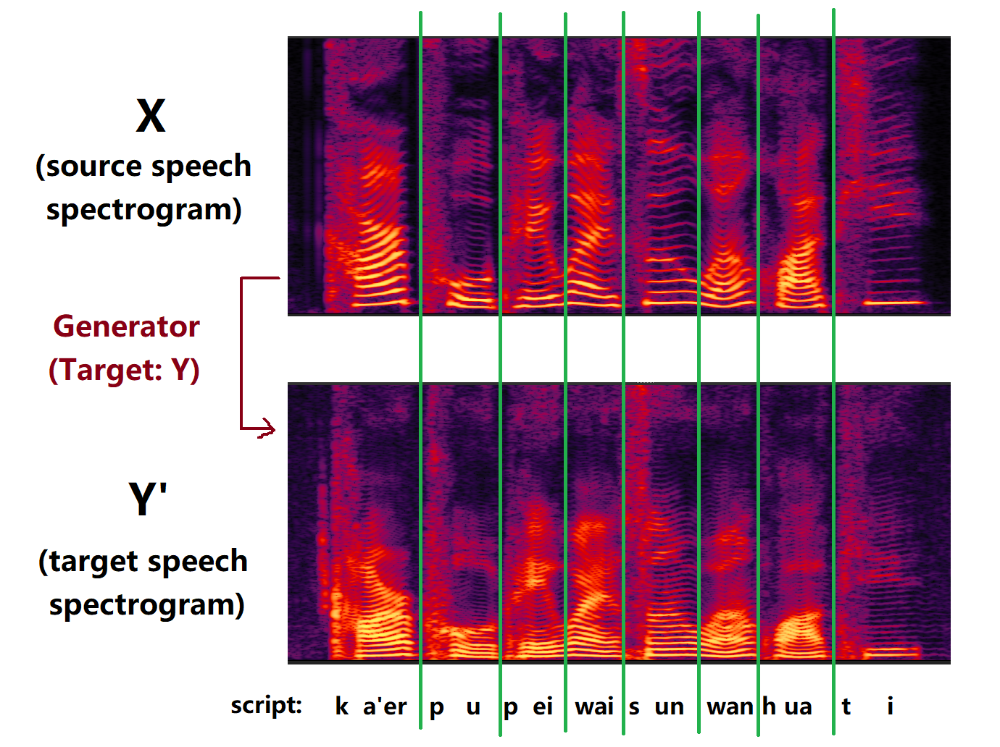 X
(source speech
spectrogram)
Generator
(Target: Y)
Y'
(target speech
spectrogram)
script: k a'er p u p ei wai s un wan h ua t i